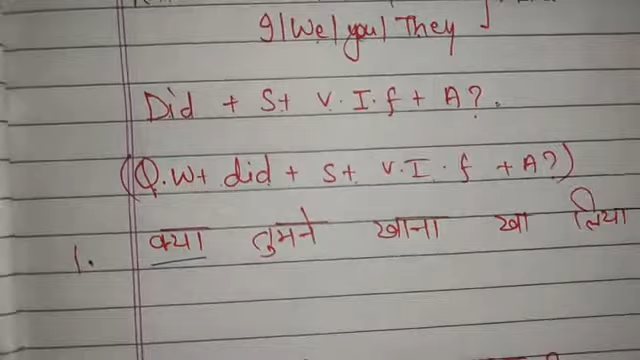 I/We/you/They
Did + S+ V.I.f + A?.
(Q.W+ did + S+ V.I.f + A?)
1. क्या तुमने खाना खा लिया